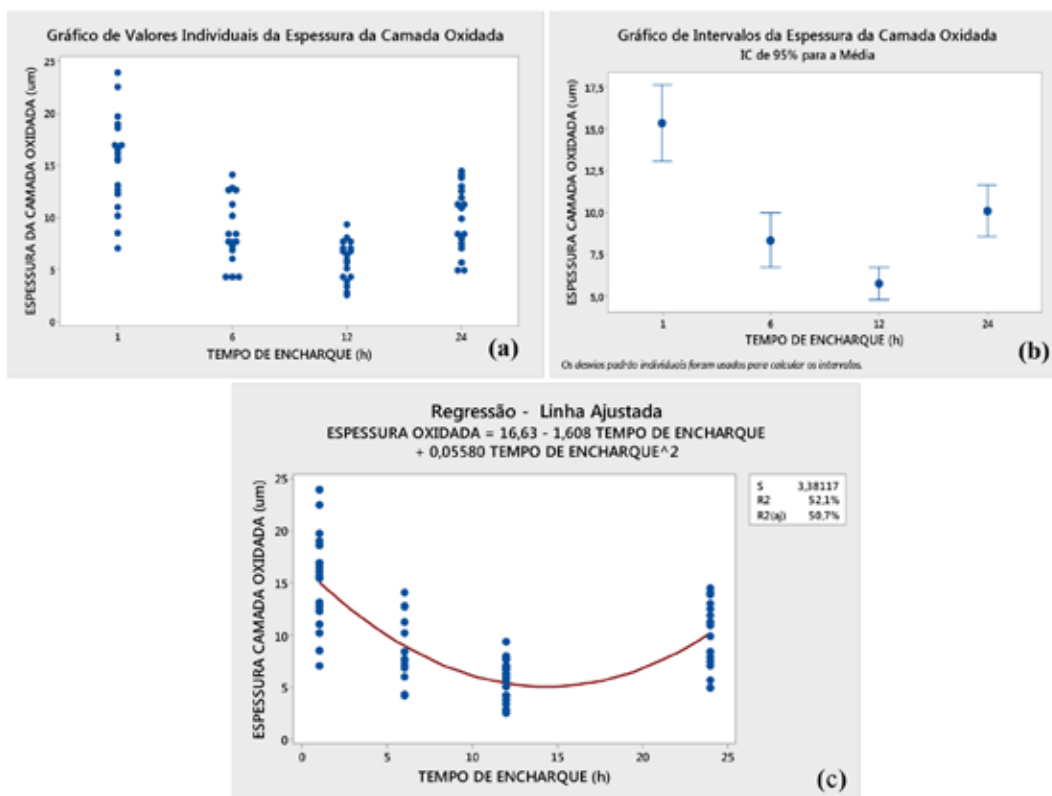 Gráfico de Valores Individuais da Espessura da Camada Oxidada
ESPESSURA DA CAMADA OXIDADA (um)
25
20
15
10
5
0
1
6
12
24
TEMPO DE ENCHARQUE (h)
(a)
Gráfico de Intervalos da Espessura da Camada Oxidada
IC de 95% para a Média
ESPESSURA CAMADA OXIDADA (um)
17,5
15,0
12,5
10,0
7,5
5,0
1
6
12
24
TEMPO DE ENCHARQUE (h)
(b)
Os desvios padrão individuais foram usados para calcular os intervalos.
Regressão - Linha Ajustada
ESPESSURA OXIDADA = 16,63 - 1,608 TEMPO DE ENCHARQUE
+ 0,05580 TEMPO DE ENCHARQUE^2
ESPESSURA CAMADA OXIDADA (um)
25
20
15
10
5
0
0
5
10
15
20
25
TEMPO DE ENCHARQUE (h)
S 3,38117
R2 52,1%
R2(aj) 50,7%
(c)